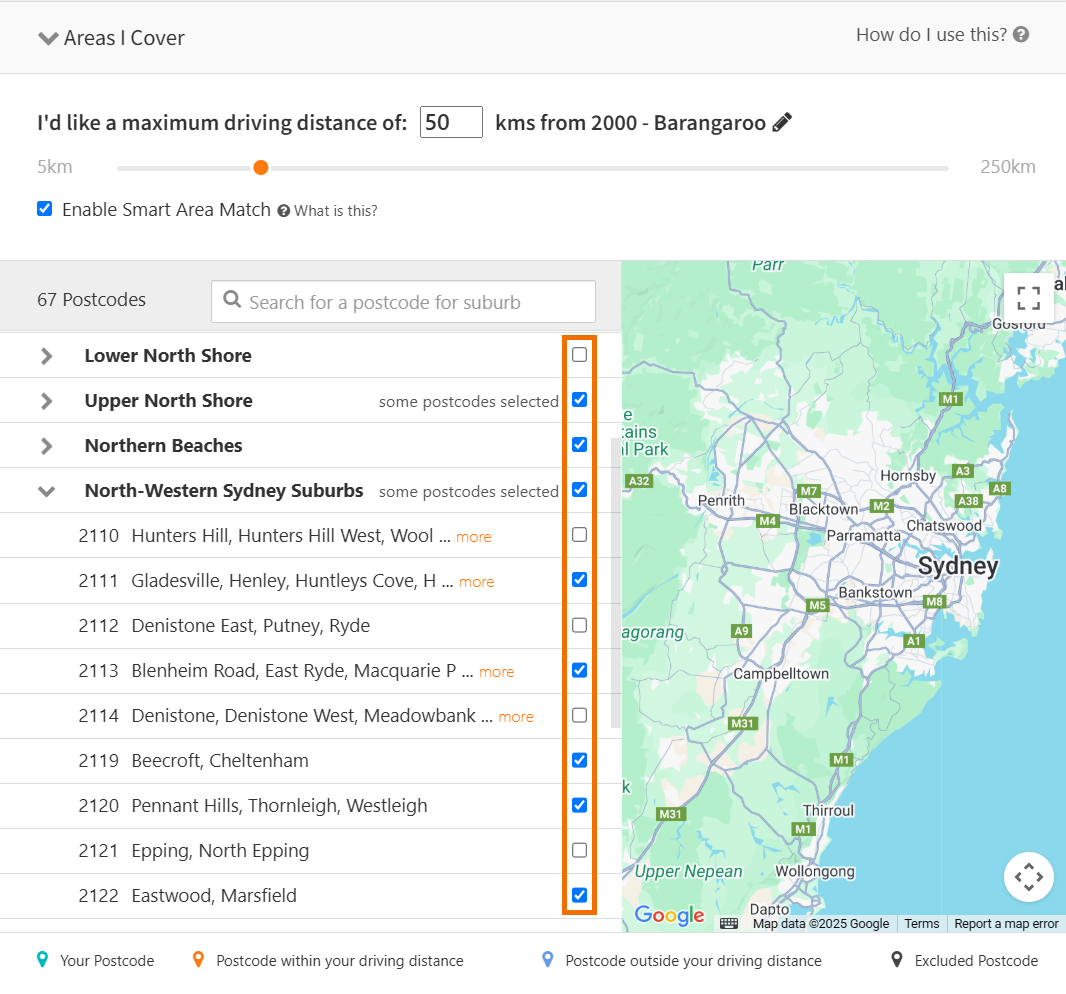 Areas I Cover
How do I use this?
I'd like a maximum driving distance of: 50 kms from 2000 - Barangaroo
5km
250km
Enable Smart Area Match What is this?
67 Postcodes
Search for a postcode for suburb
Lower North Shore
Upper North Shore some postcodes selected
Northern Beaches
North-Western Sydney Suburbs some postcodes selected
2110 Hunters Hill, Hunters Hill West, Wool ... more
2111 Gladesville, Henley, Huntleys Cove, H ... more
2112 Denistone East, Putney, Ryde
2113 Blenheim Road, East Ryde, Macquarie P ... more
2114 Denistone, Denistone West, Meadowbank ... more
2119 Beecroft, Cheltenham
2120 Pennant Hills, Thornleigh, Westleigh
2121 Epping, North Epping
2122 Eastwood, Marsfield
Parr
Gosford
M1
Park
A32
Hornsby
A3
A8
Penrith
M7
A38
Blacktown
M2
M4
Chatswood
Parramatta
Sydney
Bankstown
M5
M8
agorang
A9
A1
Campbelltown
M31
M1
M31
Thirroul
M1
Upper Nepean
Wollongong
Dapto
Google
Map data ©2025 Google
Terms
Report a map error
Your Postcode
Postcode within your driving distance
Postcode outside your driving distance
Excluded Postcode